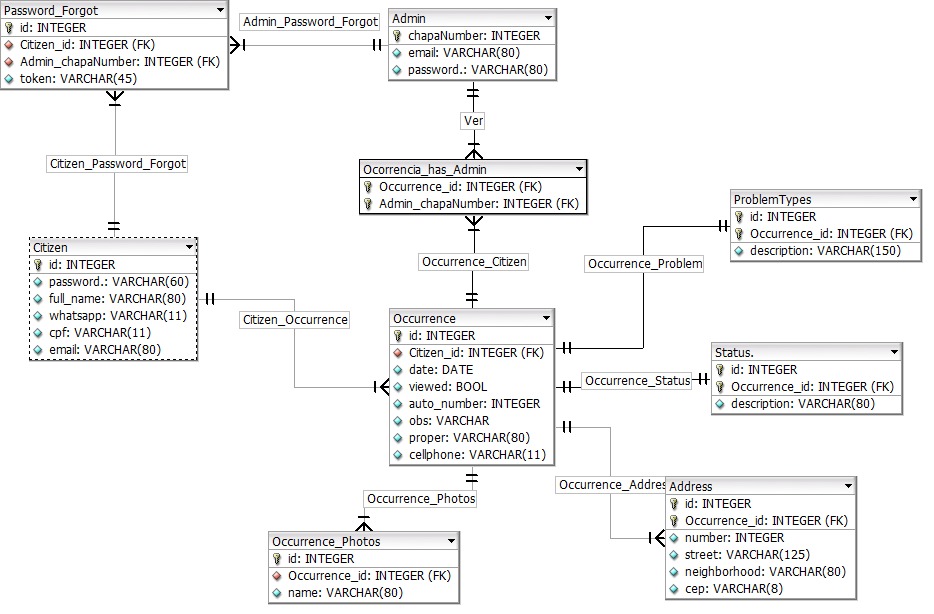 Password_Forgot
id: INTEGER
Citizen_id: INTEGER (FK)
Admin_chapaNumber: INTEGER (FK)
token: VARCHAR(45)
Admin_Password_Forgot
Admin
chapaNumber: INTEGER
email: VARCHAR(80)
password.: VARCHAR(80)
Ver
Citizen_Password_Forgot
Ocorrencia_has_Admin
Occurrence_id: INTEGER (FK)
Admin_chapaNumber: INTEGER (FK)
ProblemTypes
id: INTEGER
Occurrence_id: INTEGER (FK)
description: VARCHAR(150)
Citizen
id: INTEGER
password.: VARCHAR(60)
full_name: VARCHAR(80)
whatsapp: VARCHAR(11)
cpf: VARCHAR(11)
email: VARCHAR(80)
Occurrence_Citizen
Occurrence_Problem
Citizen_Occurrence
Occurrence
id: INTEGER
Citizen_id: INTEGER (FK)
date: DATE
viewed: BOOL
auto_number: INTEGER
obs: VARCHAR
proper: VARCHAR(80)
cellphone: VARCHAR(11)
Occurrence_Status
Status.
id: INTEGER
Occurrence_id: INTEGER (FK)
description: VARCHAR(80)
Occurrence_Photos
Occurrence_Addres
Address
id: INTEGER
Occurrence_id: INTEGER (FK)
number: INTEGER
street: VARCHAR(125)
neighborhood: VARCHAR(80)
cep: VARCHAR(8)
Occurrence_Photos
id: INTEGER
Occurrence_id: INTEGER (FK)
name: VARCHAR(80)